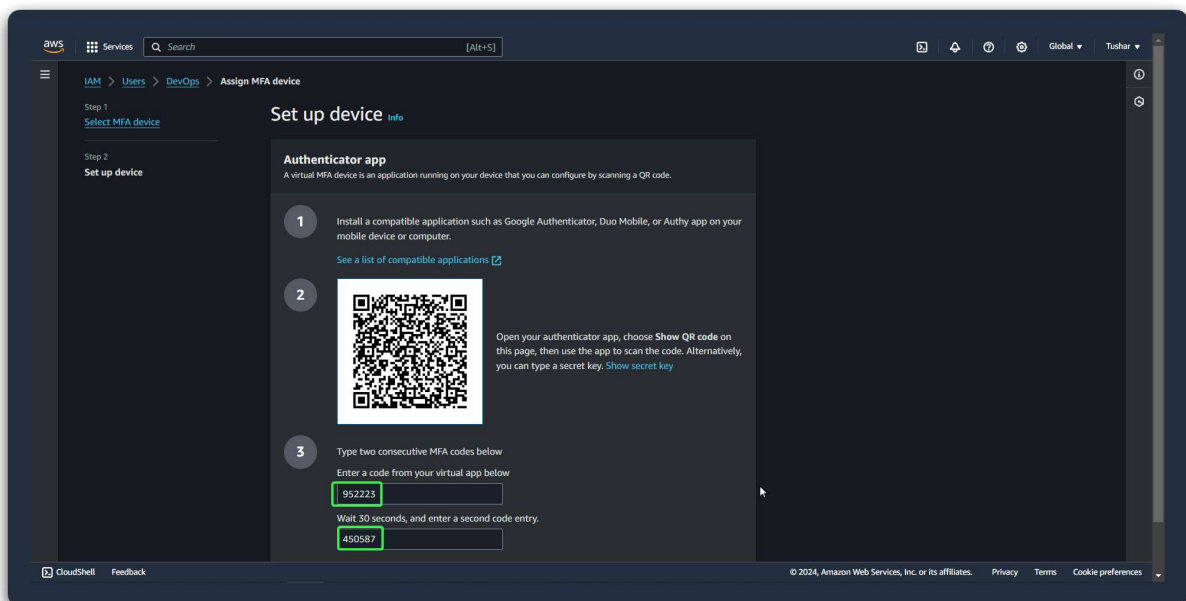 aws
Services
Search
[Alt+S]
Global
Tushar
IAM > Users > DevOps > Assign MFA device
Step 1
Select MFA device
Step 2
Set up device
Set up device Info
Authenticator app
A virtual MFA device is an application running on your device that you can configure by scanning a QR code.
1
Install a compatible application such as Google Authenticator, Duo Mobile, or Authy app on your
mobile device or computer.
See a list of compatible applications
2
Open your authenticator app, choose Show QR code on
this page, then use the app to scan the code. Alternatively,
you can type a secret key. Show secret key
3
Type two consecutive MFA codes below
Enter a code from your virtual app below
952223
Wait 30 seconds, and enter a second code entry.
450587
CloudShell
Feedback
© 2024, Amazon Web Services, Inc. or its affiliates.
Privacy
Terms
Cookie preferences